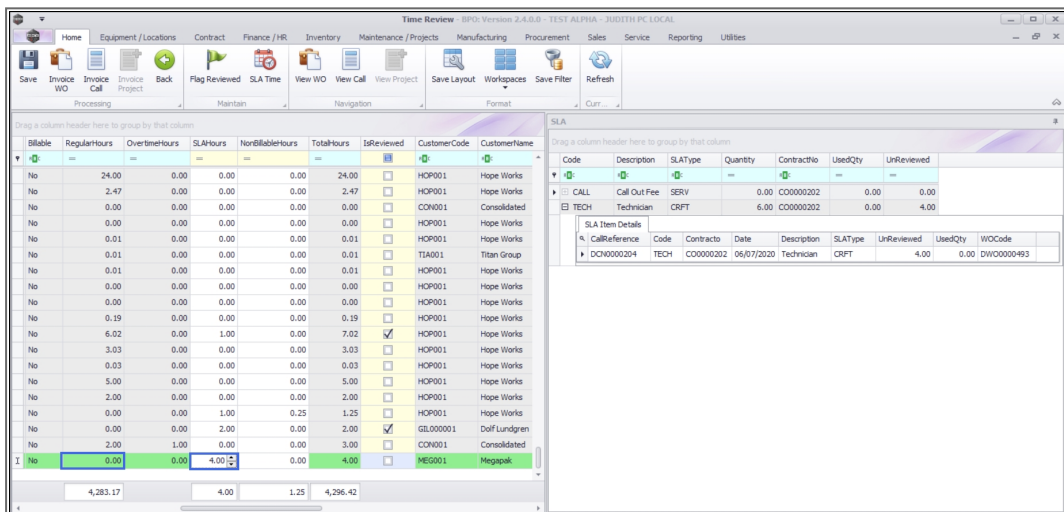 Time Review - BPO: Version 2.4.0.0 - TEST ALPHA - JUDITH PC LOCAL
Home Equipment / Locations Contract Finance / HR Inventory Maintenance / Projects Manufacturing Procurement Sales Service Reporting Utilities
Save Invoice WO Invoice Call Invoice Project Back Flag Reviewed SLA Time View WO View Call View Project Save Layout Workspaces Save Filter Refresh
Processing Maintain Navigation Format Curr ...
Drag a column header here to group by that column
Billable RegularHours OvertimeHours SLAHours NonBillableHours TotalHours IsReviewed CustomerCode CustomerName
= = = = =
No 24.00 0.00 0.00 0.00 24.00 HOP001 Hope Works
No 2.47 0.00 0.00 0.00 2.47 HOP001 Hope Works
No 0.00 0.00 0.00 0.00 0.00 CON001 Consolidated
No 0.00 0.00 0.00 0.00 0.00 HOP001 Hope Works
No 0.01 0.00 0.00 0.00 0.01 HOP001 Hope Works
No 0.01 0.00 0.00 0.00 0.01 TIA001 Titan Group
No 0.01 0.00 0.00 0.00 0.01 HOP001 Hope Works
No 0.00 0.00 0.00 0.00 0.00 HOP001 Hope Works
No 0.00 0.00 0.00 0.00 0.00 HOP001 Hope Works
No 0.19 0.00 0.00 0.00 0.19 HOP001 Hope Works
No 6.02 0.00 1.00 0.00 7.02 HOP001 Hope Works
No 3.03 0.00 0.00 0.00 3.03 HOP001 Hope Works
No 0.03 0.00 0.00 0.00 0.03 HOP001 Hope Works
No 5.00 0.00 0.00 0.00 5.00 HOP001 Hope Works
No 2.00 0.00 0.00 0.00 2.00 HOP001 Hope Works
No 0.00 0.00 1.00 0.25 1.25 HOP001 Hope Works
No 0.00 0.00 2.00 0.00 2.00 GIL000001 Dolf Lundgren
No 2.00 1.00 0.00 0.00 3.00 CON001 Consolidated
No 0.00 0.00 4.00 0.00 4.00 MEG001 Megapak
4,283.17 4.00 1.25 4,296.42
SLA
Drag a column header here to group by that column
Code Description SLAType Quantity ContractNo UsedQty UnReviewed
= = =
CALL Call Out Fee SERV 0.00 CO0000202 0.00 0.00
TECH Technician CRFT 6.00 CO0000202 0.00 4.00
SLA Item Details
CallReference Code Contracto Date Description SLAType UnReviewed UsedQty WOCode
DCN0000204 TECH CO0000202 06/07/2020 Technician CRFT 4.00 0.00 DWO0000493